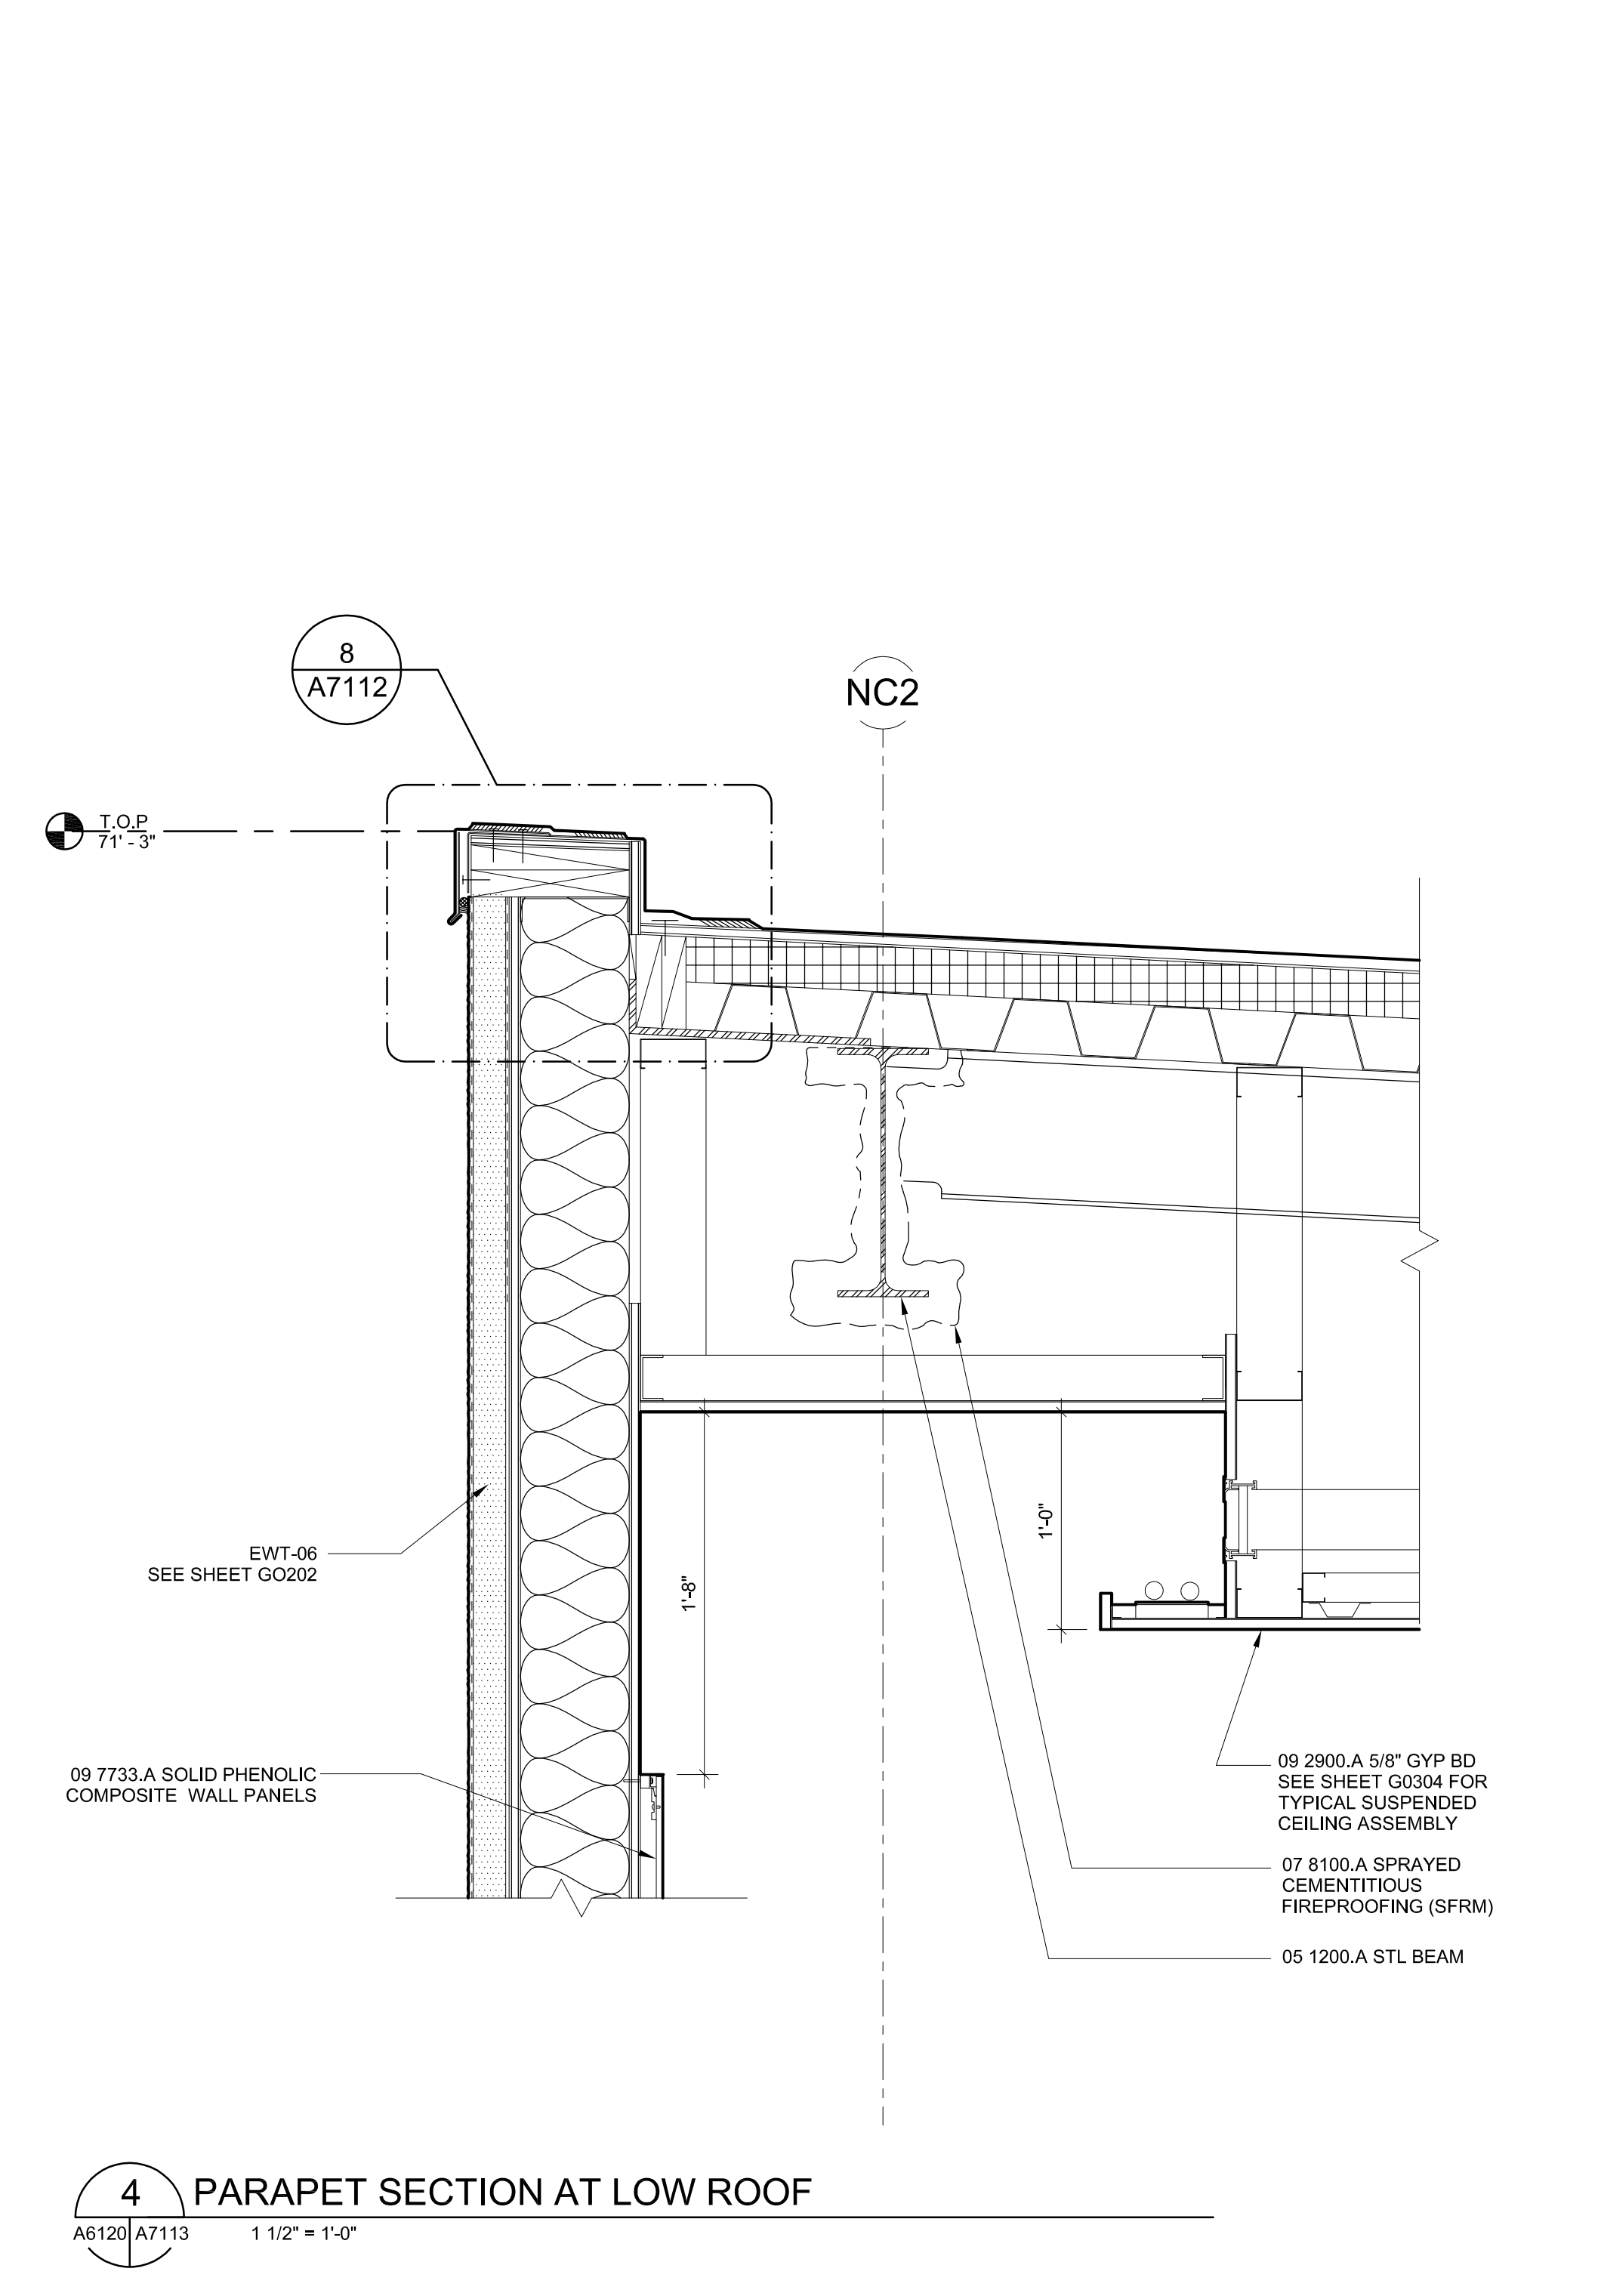 8
A7112
NC2
T.O.P
71' - 3"
EWT-06
SEE SHEET GO202
1'-8"
1'-0"
09 7733.A SOLID PHENOLIC
COMPOSITE WALL PANELS
09 2900.A 5/8" GYP BD
SEE SHEET G0304 FOR
TYPICAL SUSPENDED
CEILING ASSEMBLY
07 8100.A SPRAYED
CEMENTITIOUS
FIREPROOFING (SFRM)
05 1200.A STL BEAM
4
PARAPET SECTION AT LOW ROOF
A6120 A7113
1 1/2" = 1'-0"